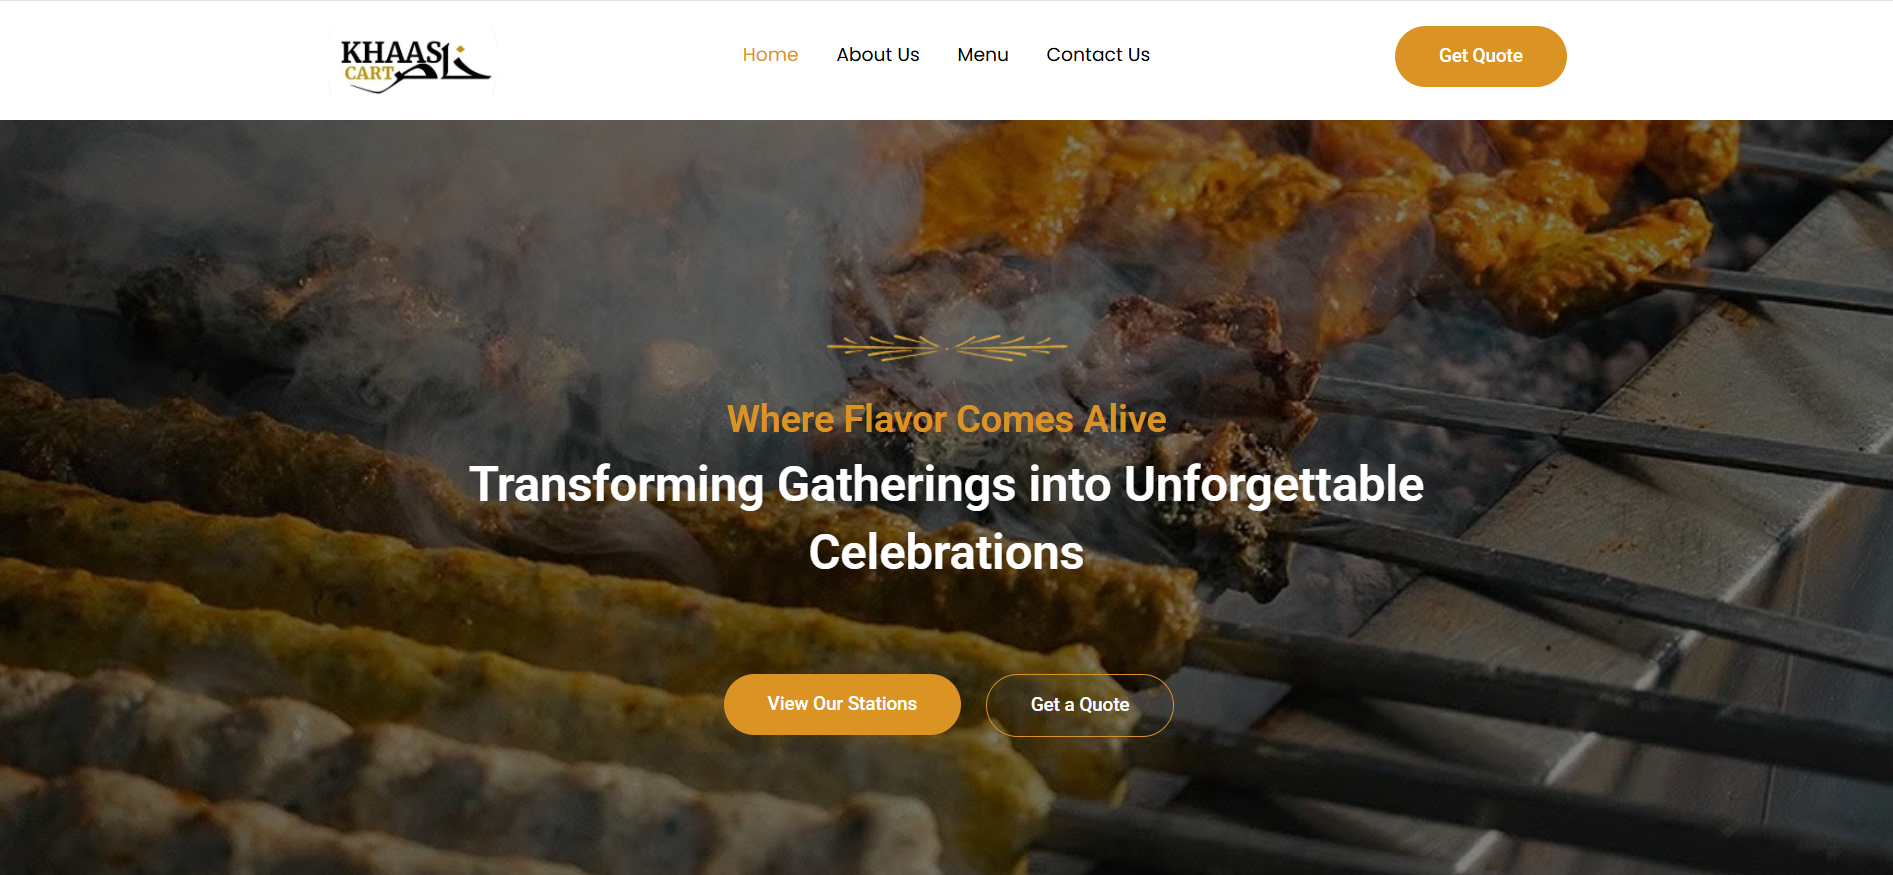 KHAAS
CART
Home
About Us
Menu
Contact Us
Get Quote
Where Flavor Comes Alive
Transforming Gatherings into Unforgettable
Celebrations
View Our Stations
Get a Quote